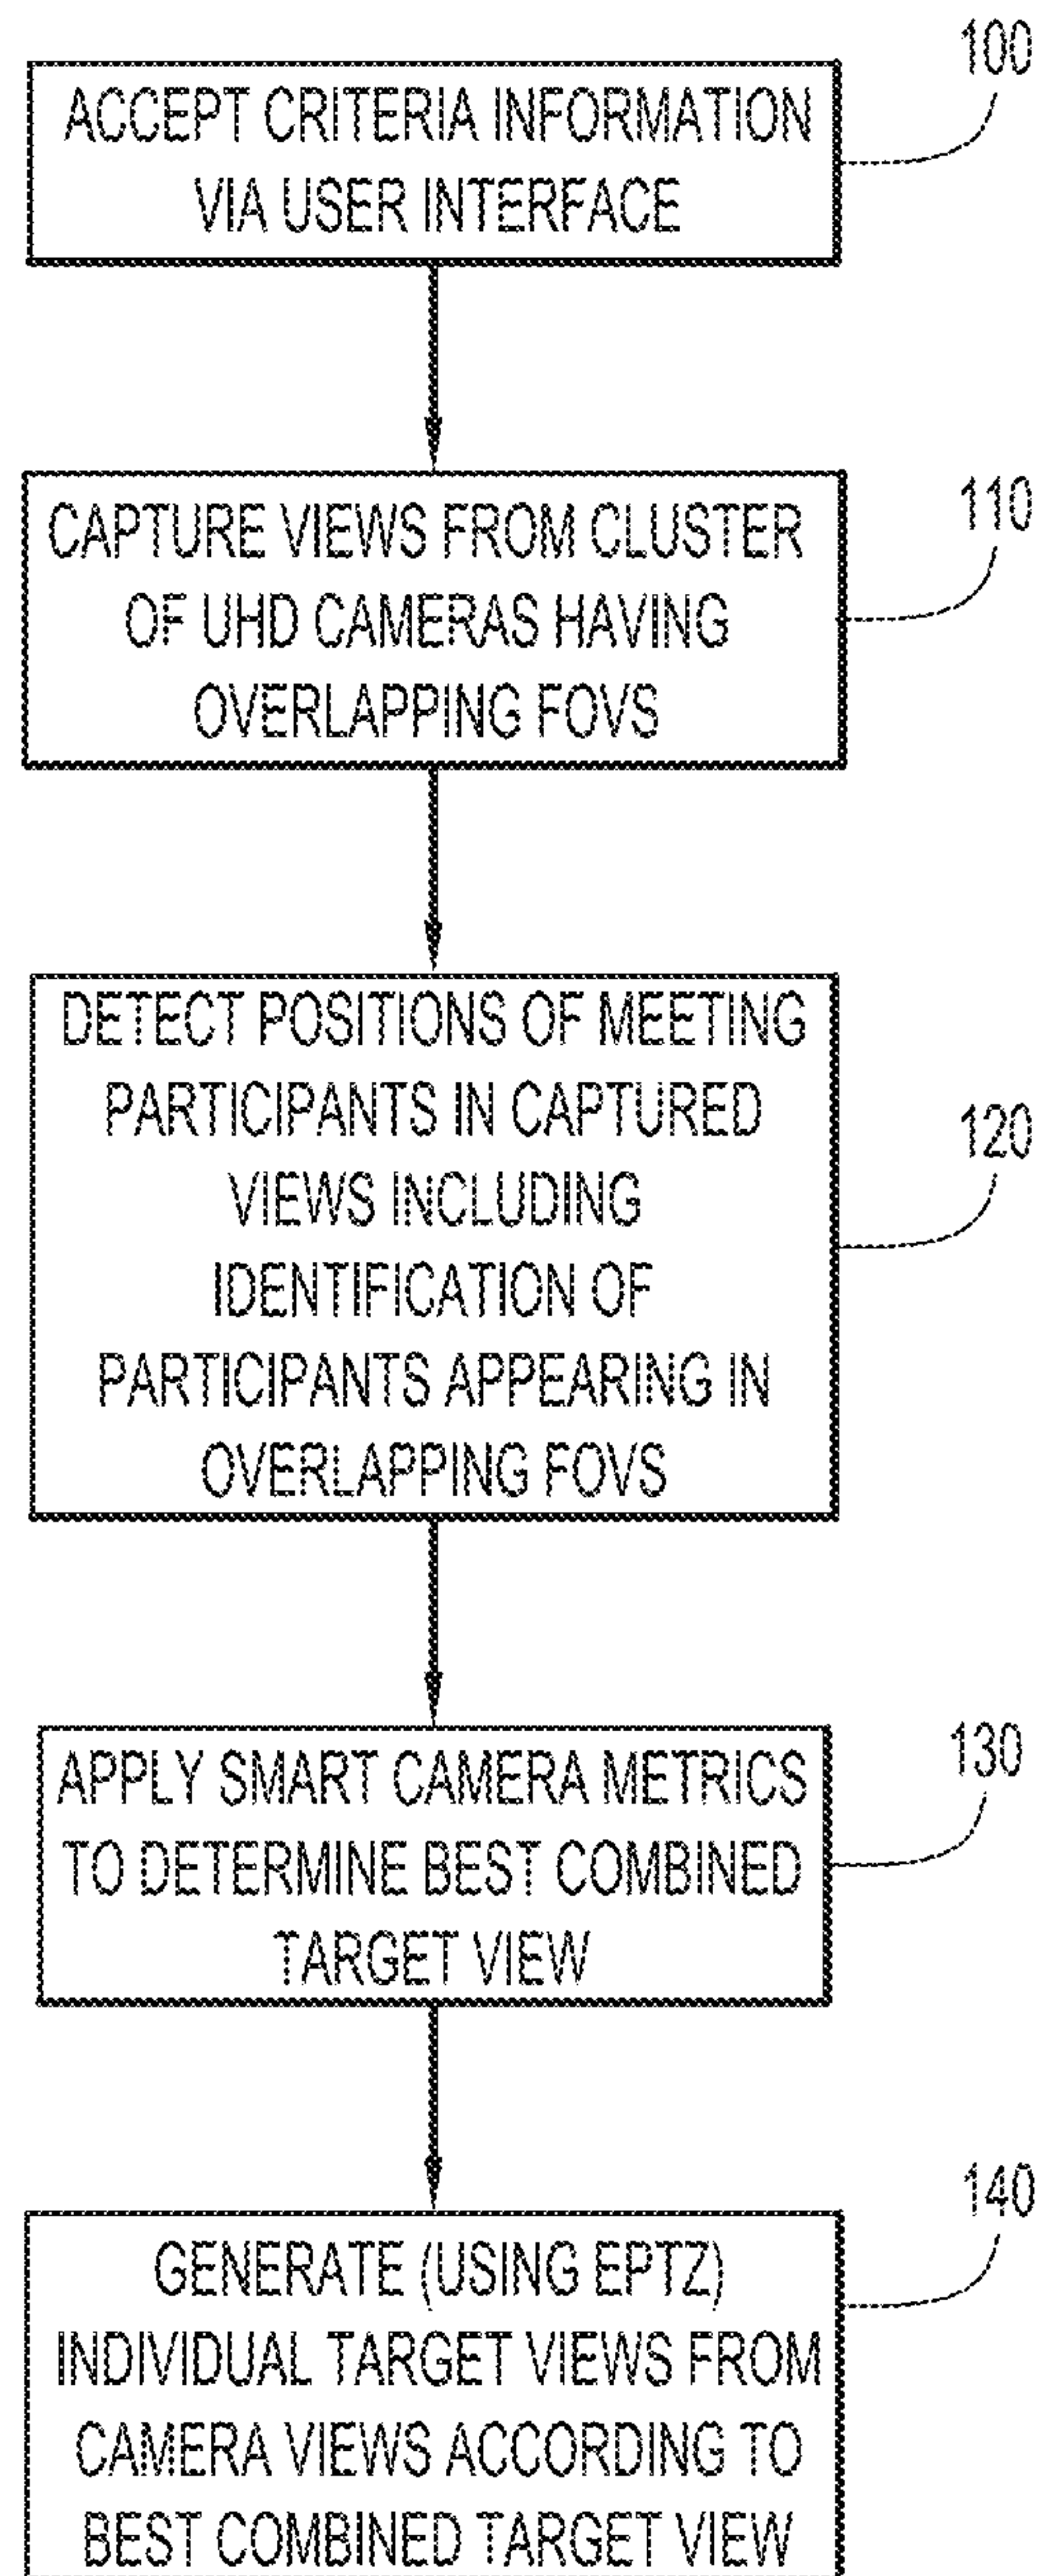 100
ACCEPT CRITERIA INFORMATION
VIA USER INTERFACE
110
CAPTURE VIEWS FROM CLUSTER
OF UHD CAMERAS HAVING
OVERLAPPING FOVS
120
DETECT POSITIONS OF MEETING
PARTICIPANTS IN CAPTURED
VIEWS INCLUDING
IDENTIFICATION OF
PARTICIPANTS APPEARING IN
OVERLAPPING FOVS
130
APPLY SMART CAMERA METRICS
TO DETERMINE BEST COMBINED
TARGET VIEW
140
GENERATE (USING EPTZ)
INDIVIDUAL TARGET VIEWS FROM
CAMERA VIEWS ACCORDING TO
BEST COMBINED TARGET VIEW